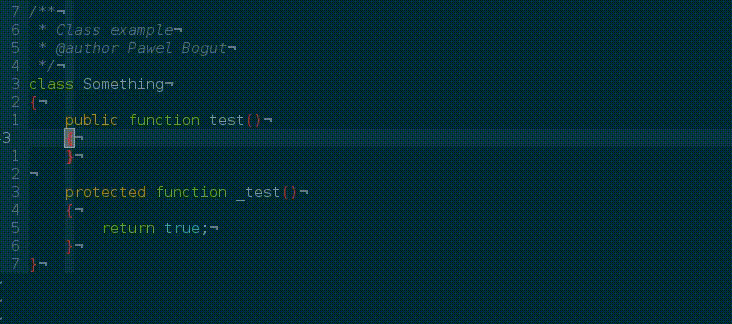 7 /**¬
6  * Class example¬
5  * @author Pawel Bogut¬
4  */¬
3 class Something¬
2 {¬
1     public function test()¬
3     {¬
1     }¬
2 ¬
3     protected function _test()¬
4     {¬
5         return true;¬
6     }¬
7 }¬